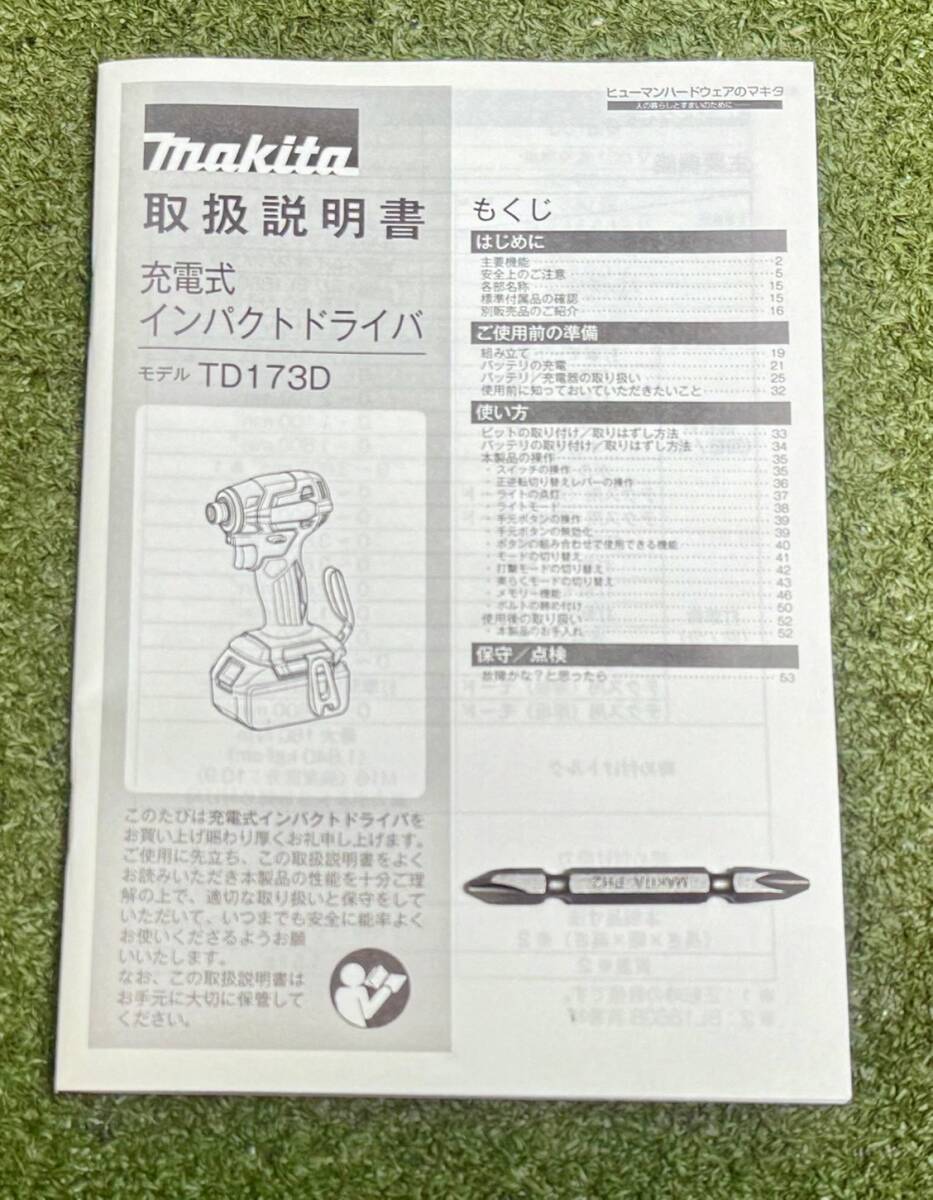 ヒューマンハードウェアのマキタ
人の暮らしとすまいのために
makita
取扱説明書
充電式
インパクトドライバ
モデル TD173D
このたびは充電式インパクトドライバを
お買い上げ賜わり厚くお礼申し上げます。
ご使用に先立ち、この取扱説明書をよく
お読みいただき本製品の性能を十分ご理
解の上で、適切な取り扱いと保守をして
いただいて、いつまでも安全に能率よく
お使いくださるようお願
いいたします。
なお、この取扱説明書は
お手元に大切に保管して
ください。
もくじ
はじめに
主要機能 2
安全上のご注意 5
各部名称 15
標準付属品の確認 15
別販売品のご紹介 16
ご使用前の準備
組み立て 19
バッテリの充電 21
バッテリ/充電器の取り扱い 25
使用前に知っておいていただきたいこと 32
使い方
ビットの取り付け/取りはずし方法 33
バッテリの取り付け/取りはずし方法 34
本製品の操作 35
・スイッチの操作 35
・正逆転切り替えレバーの操作 36
・ライトの点灯 37
・ライトモード 38
・手元ボタンの操作 39
・手元ボタンの無効化 39
・ボタンの組み合わせで使用できる機能 40
・モードの切り替え 41
・打撃モードの切り替え 42
・楽らくモードの切り替え 43
・メモリー機能 46
・ボルトの締め付け 50
使用後の取り扱い 52
・本製品のお手入れ 52
保守/点検
故障かな?と思ったら 53
MAKITA PH2